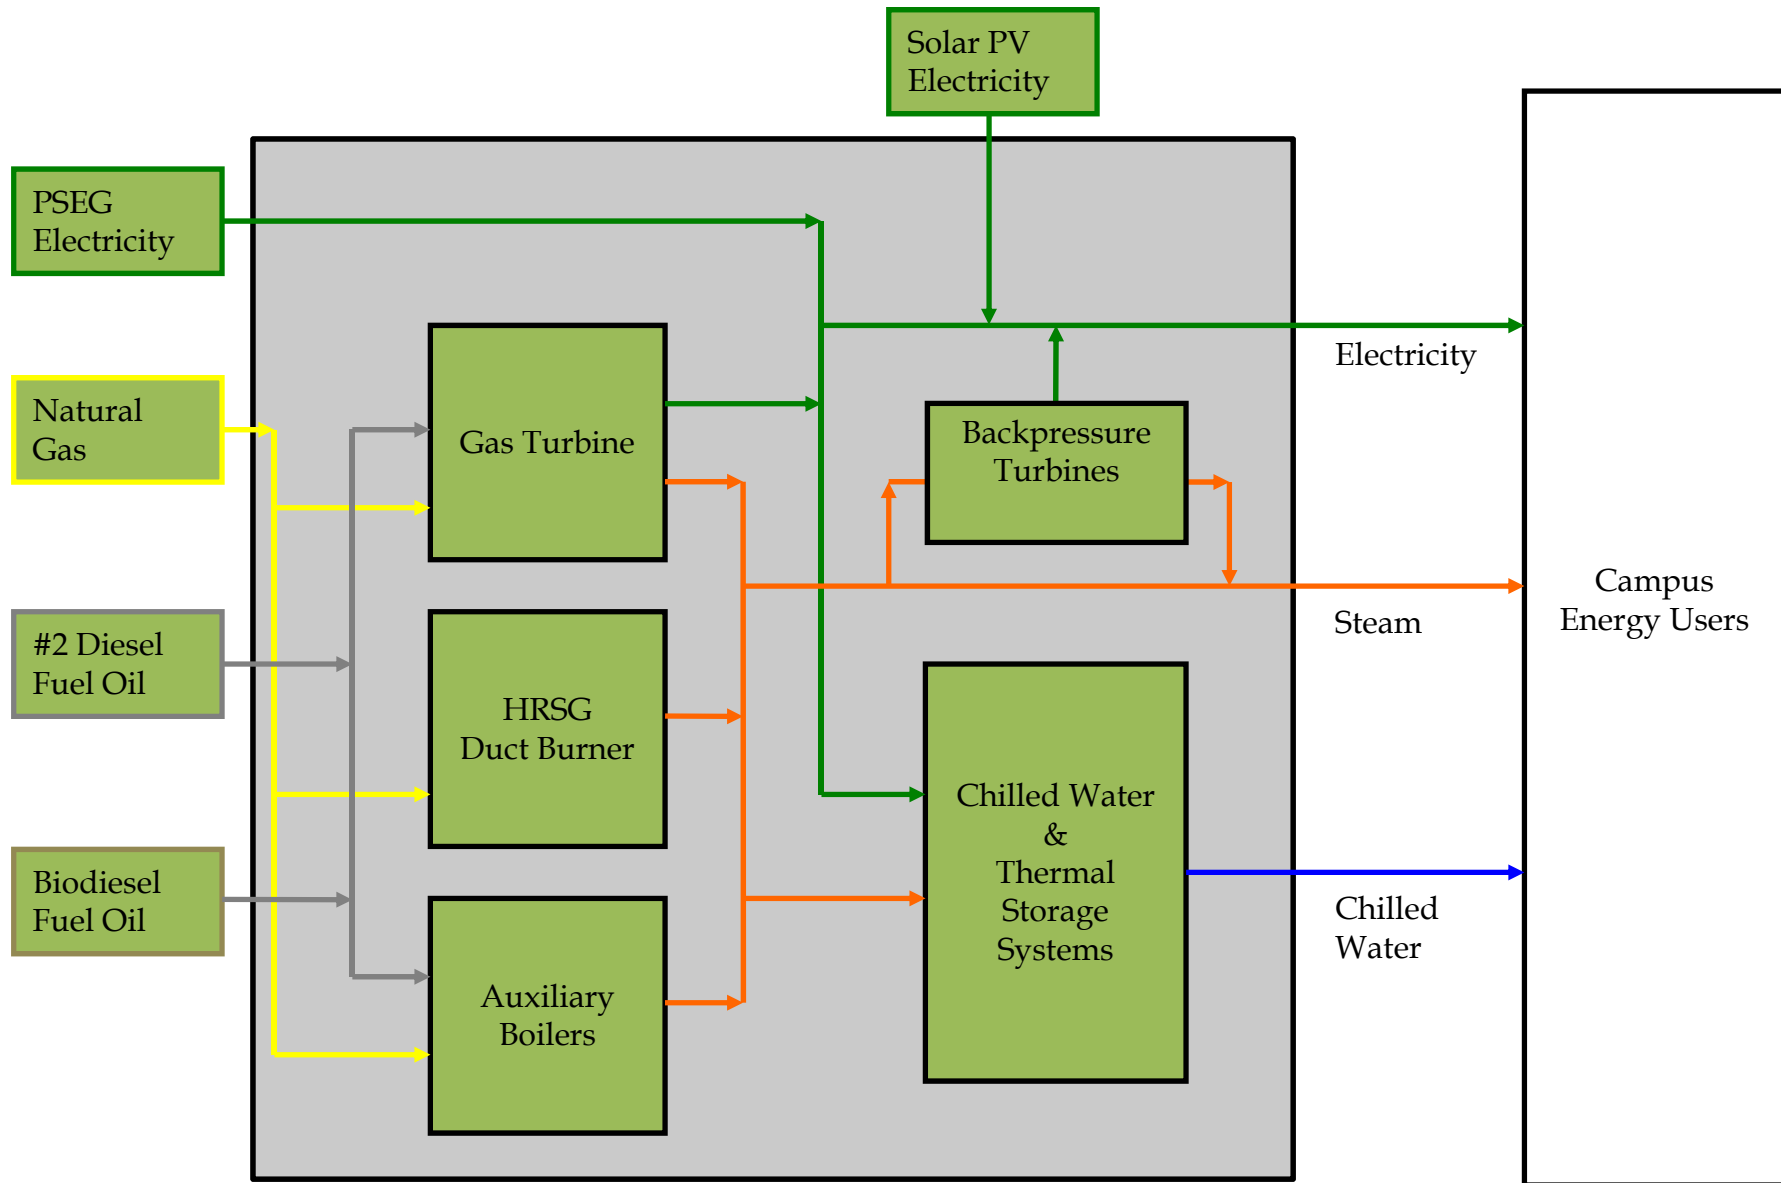 Solar PV
Electricity
PSEG
Electricity
Natural
Gas
#2 Diesel
Fuel Oil
Biodiesel
Fuel Oil
Gas Turbine
HRSG
Duct Burner
Auxiliary
Boilers
Backpressure
Turbines
Chilled Water
&
Thermal
Storage
Systems
Electricity
Steam
Chilled
Water
Campus
Energy Users